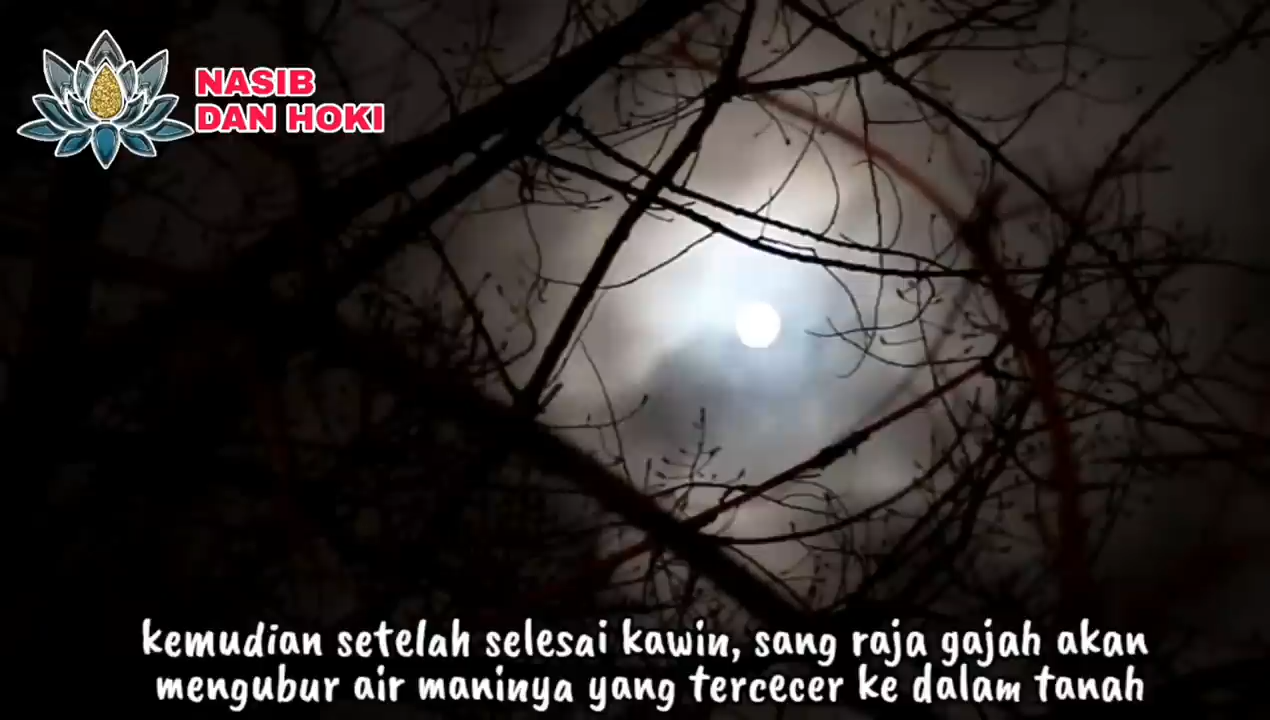 NASIB
DAN HOKI
kemudian setelah selesai kawin, sang raja gajah akan
mengubur air maninya yang tercecer ke dalam tanah